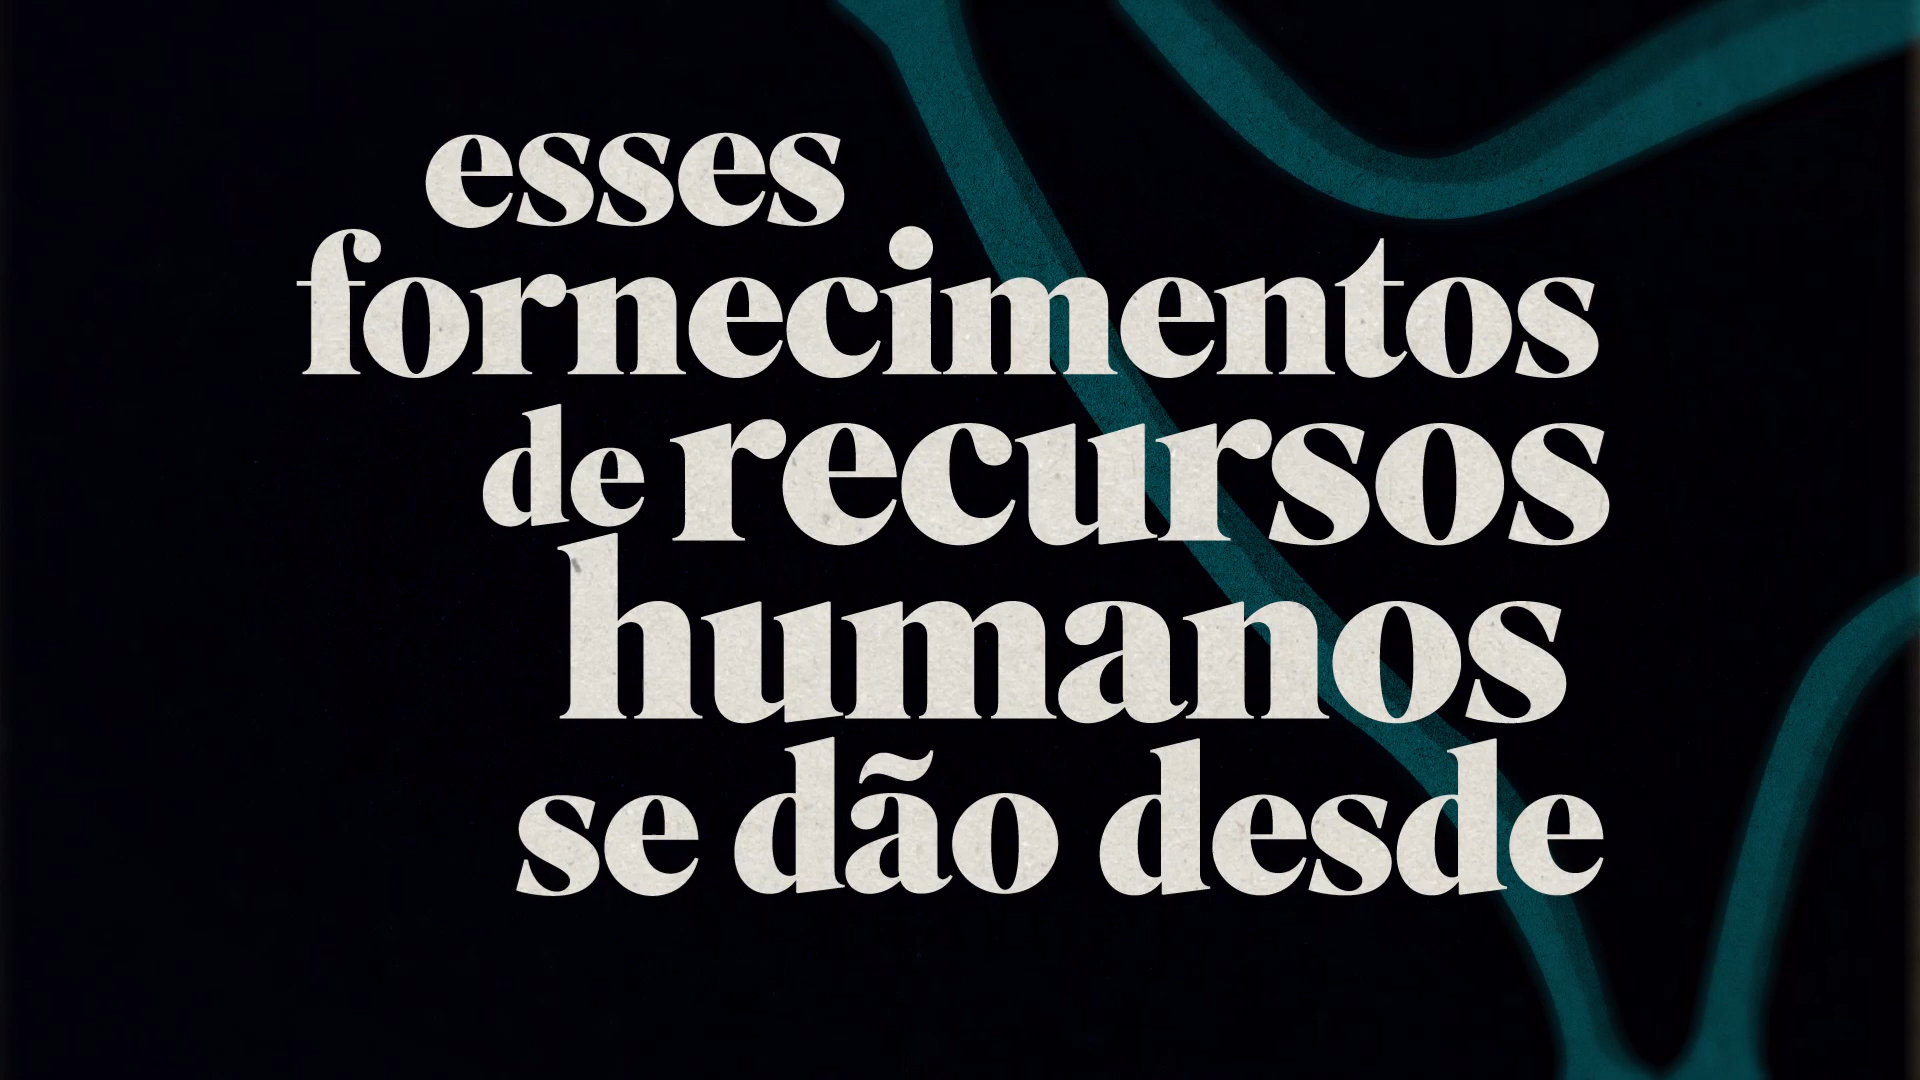 esses
fornecimentos
de recursos
humanos
se dão desde